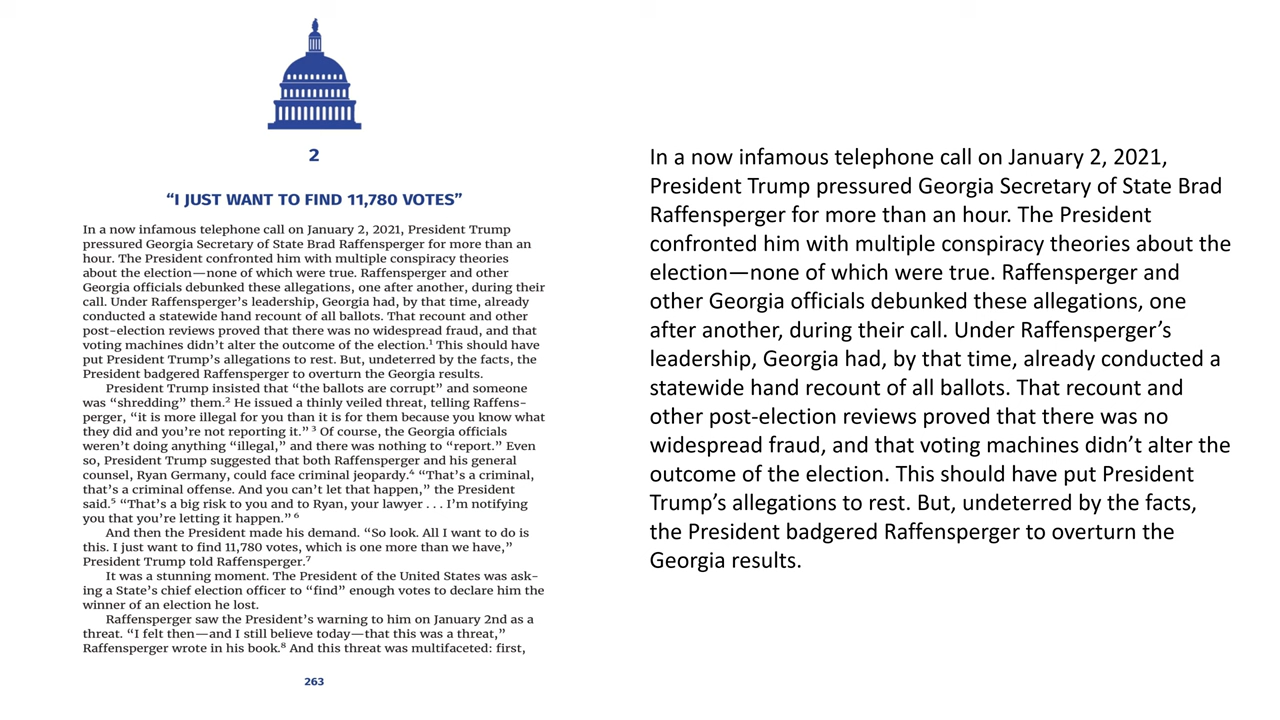 2
“I JUST WANT TO FIND 11,780 VOTES”
In a now infamous telephone call on January 2, 2021, President Trump
pressured Georgia Secretary of State Brad Raffensperger for more than an
hour. The President confronted him with multiple conspiracy theories
about the election—none of which were true. Raffensperger and other
Georgia officials debunked these allegations, one after another, during their
call. Under Raffensperger’s leadership, Georgia had, by that time, already
conducted a statewide hand recount of all ballots. That recount and other
post-election reviews proved that there was no widespread fraud, and that
voting machines didn’t alter the outcome of the election.¹ This should have
put President Trump’s allegations to rest. But, undeterred by the facts, the
President badgered Raffensperger to overturn the Georgia results.
President Trump insisted that “the ballots are corrupt” and someone
was “shredding” them.² He issued a thinly veiled threat, telling Raffens-
perger, “it is more illegal for you than it is for them because you know what
they did and you’re not reporting it.” ³ Of course, the Georgia officials
weren’t doing anything “illegal,” and there was nothing to “report.” Even
so, President Trump suggested that both Raffensperger and his general
counsel, Ryan Germany, could face criminal jeopardy.⁴ “That’s a criminal,
that’s a criminal offense. And you can’t let that happen,” the President
said.⁵ “That’s a big risk to you and to Ryan, your lawyer . . . I’m notifying
you that you’re letting it happen.” ⁶
And then the President made his demand. “So look. All I want to do is
this. I just want to find 11,780 votes, which is one more than we have,”
President Trump told Raffensperger.⁷
It was a stunning moment. The President of the United States was ask-
ing a State’s chief election officer to “find” enough votes to declare him the
winner of an election he lost.
Raffensperger saw the President’s warning to him on January 2nd as a
threat. “I felt then—and I still believe today—that this was a threat,”
Raffensperger wrote in his book.⁸ And this threat was multifaceted: first,
263
In a now infamous telephone call on January 2, 2021,
President Trump pressured Georgia Secretary of State Brad
Raffensperger for more than an hour. The President
confronted him with multiple conspiracy theories about the
election—none of which were true. Raffensperger and
other Georgia officials debunked these allegations, one
after another, during their call. Under Raffensperger’s
leadership, Georgia had, by that time, already conducted a
statewide hand recount of all ballots. That recount and
other post-election reviews proved that there was no
widespread fraud, and that voting machines didn’t alter the
outcome of the election. This should have put President
Trump’s allegations to rest. But, undeterred by the facts,
the President badgered Raffensperger to overturn the
Georgia results.